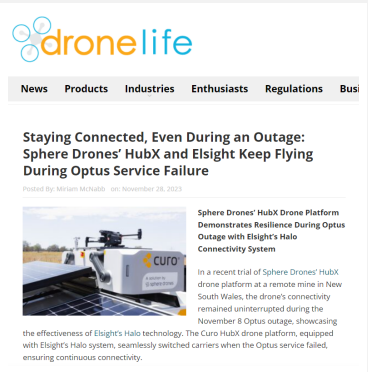 dronelife
News Products Industries Enthusiasts Regulations Busi
Staying Connected, Even During an Outage:
Sphere Drones' HubX and Elsight Keep Flying
During Optus Service Failure
Posted By: Miriam McNabb on: November 28, 2023
CURO
Sphere Drones' HubX Drone Platform
Demonstrates Resilience During Optus
Outage with Elsight's Halo
Connectivity System
In a recent trial of Sphere Drones' HubX
drone platform at a remote mine in New
South Wales, the drone's connectivity
remained uninterrupted during the
November 8 Optus outage, showcasing
the effectiveness of Elsight's Halo technology. The Curo HubX drone platform, equipped
with Elsight's Halo system, seamlessly switched carriers when the Optus service failed,
ensuring continuous connectivity.